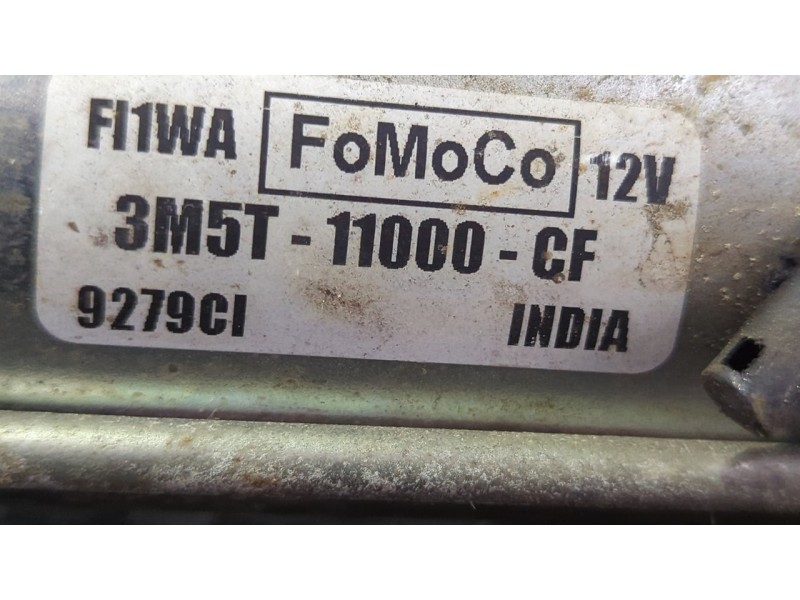 FI1WA FoMoCo 12V
3M5T - 11000 - CF
9279CI INDIA